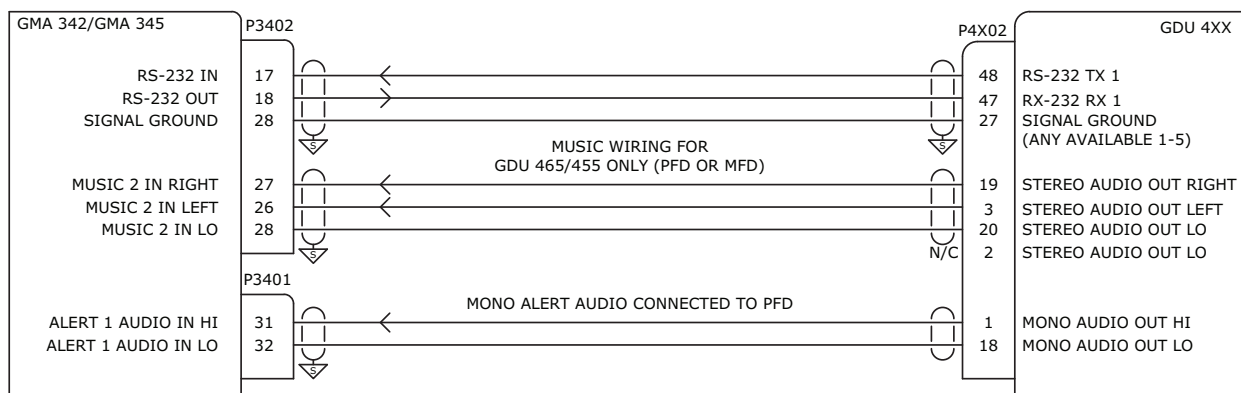 GMA 342/GMA 345 P3402 P4X02 GDU 4XX
RS-232 IN 17 48 RS-232 TX 1
RS-232 OUT 18 47 RX-232 RX 1
SIGNAL GROUND 28 27 SIGNAL GROUND
(ANY AVAILABLE 1-5)
S S
MUSIC WIRING FOR
GDU 465/455 ONLY (PFD OR MFD)
MUSIC 2 IN RIGHT 27 19 STEREO AUDIO OUT RIGHT
MUSIC 2 IN LEFT 26 3 STEREO AUDIO OUT LEFT
MUSIC 2 IN LO 28 20 STEREO AUDIO OUT LO
S N/C 2 STEREO AUDIO OUT LO
P3401
MONO ALERT AUDIO CONNECTED TO PFD
ALERT 1 AUDIO IN HI 31 1 MONO AUDIO OUT HI
ALERT 1 AUDIO IN LO 32 18 MONO AUDIO OUT LO
S